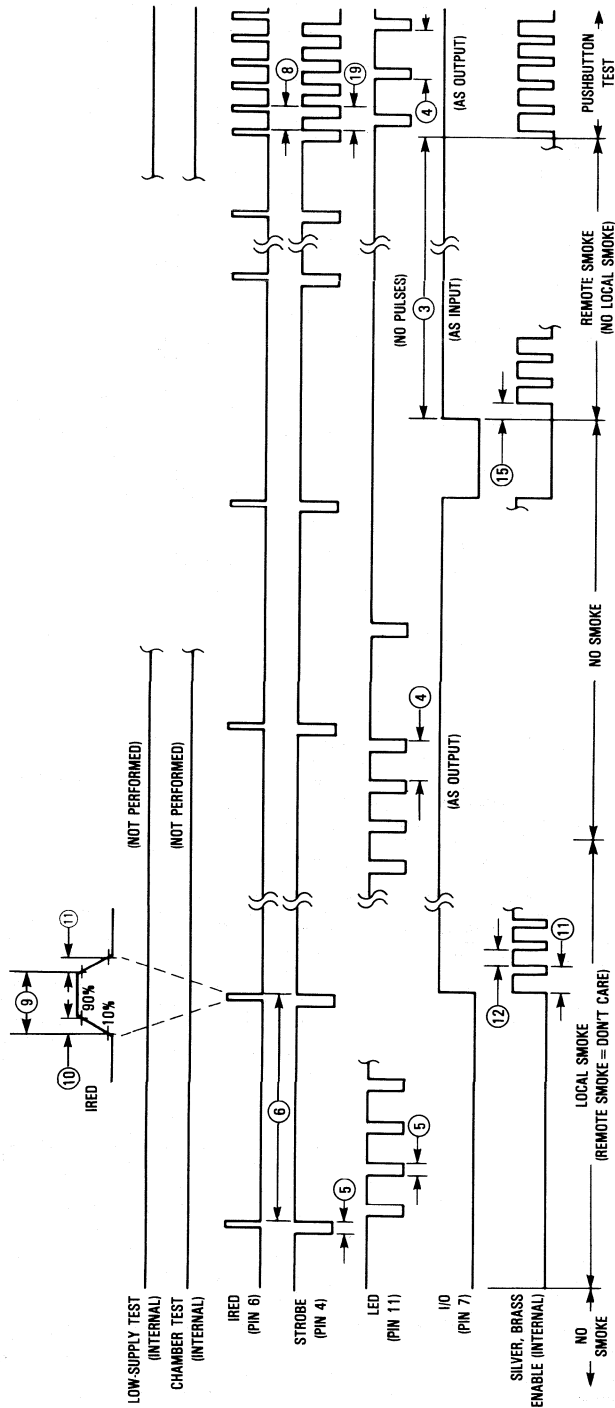 ⑨
⑩
90%
10%
⑪
IRED
LOW-SUPPLY TEST
(INTERNAL)
(NOT PERFORMED)
CHAMBER TEST
(INTERNAL)
(NOT PERFORMED)
IRED
(PIN 6)
⑥
⑧
STROBE
(PIN 4)
⑤
⑲
LED
(PIN 11)
⑤
④
(NO PULSES)
④
I/O
(PIN 7)
(AS OUTPUT)
③
(AS INPUT)
(AS OUTPUT)
SILVER, BRASS
ENABLE (INTERNAL)
⑫
⑪
⑮
NO
SMOKE
LOCAL SMOKE
(REMOTE SMOKE = DON'T CARE)
NO SMOKE
REMOTE SMOKE
(NO LOCAL SMOKE)
PUSHBUTTON
TEST